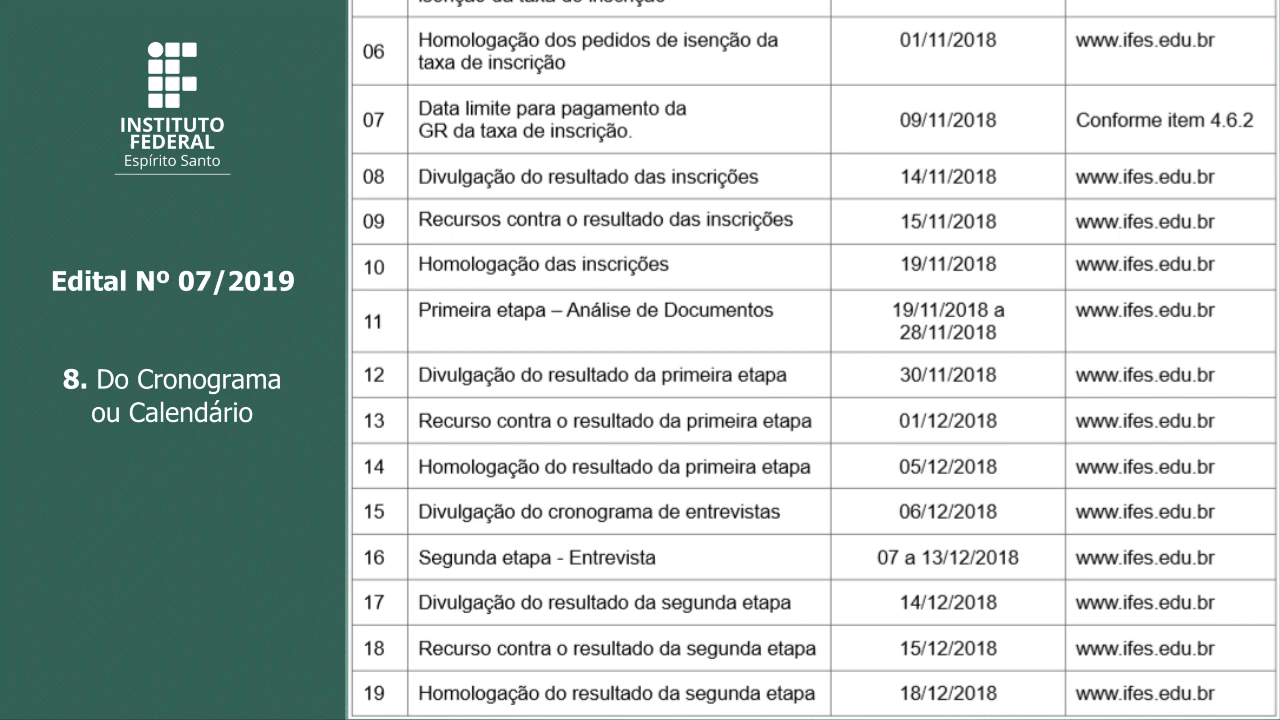 INSTITUTO
FEDERAL
Espírito Santo
Edital Nº 07/2019
8. Do Cronograma
ou Calendário
isenção da taxa de inscrição
06 Homologação dos pedidos de isenção da 01/11/2018 www.ifes.edu.br
taxa de inscrição
07 Data limite para pagamento da 09/11/2018 Conforme item 4.6.2
GR da taxa de inscrição.
08 Divulgação do resultado das inscrições 14/11/2018 www.ifes.edu.br
09 Recursos contra o resultado das inscrições 15/11/2018 www.ifes.edu.br
10 Homologação das inscrições 19/11/2018 www.ifes.edu.br
11 Primeira etapa – Análise de Documentos 19/11/2018 a www.ifes.edu.br
28/11/2018
12 Divulgação do resultado da primeira etapa 30/11/2018 www.ifes.edu.br
13 Recurso contra o resultado da primeira etapa 01/12/2018 www.ifes.edu.br
14 Homologação do resultado da primeira etapa 05/12/2018 www.ifes.edu.br
15 Divulgação do cronograma de entrevistas 06/12/2018 www.ifes.edu.br
16 Segunda etapa - Entrevista 07 a 13/12/2018 www.ifes.edu.br
17 Divulgação do resultado da segunda etapa 14/12/2018 www.ifes.edu.br
18 Recurso contra o resultado da segunda etapa 15/12/2018 www.ifes.edu.br
19 Homologação do resultado da segunda etapa 18/12/2018 www.ifes.edu.br